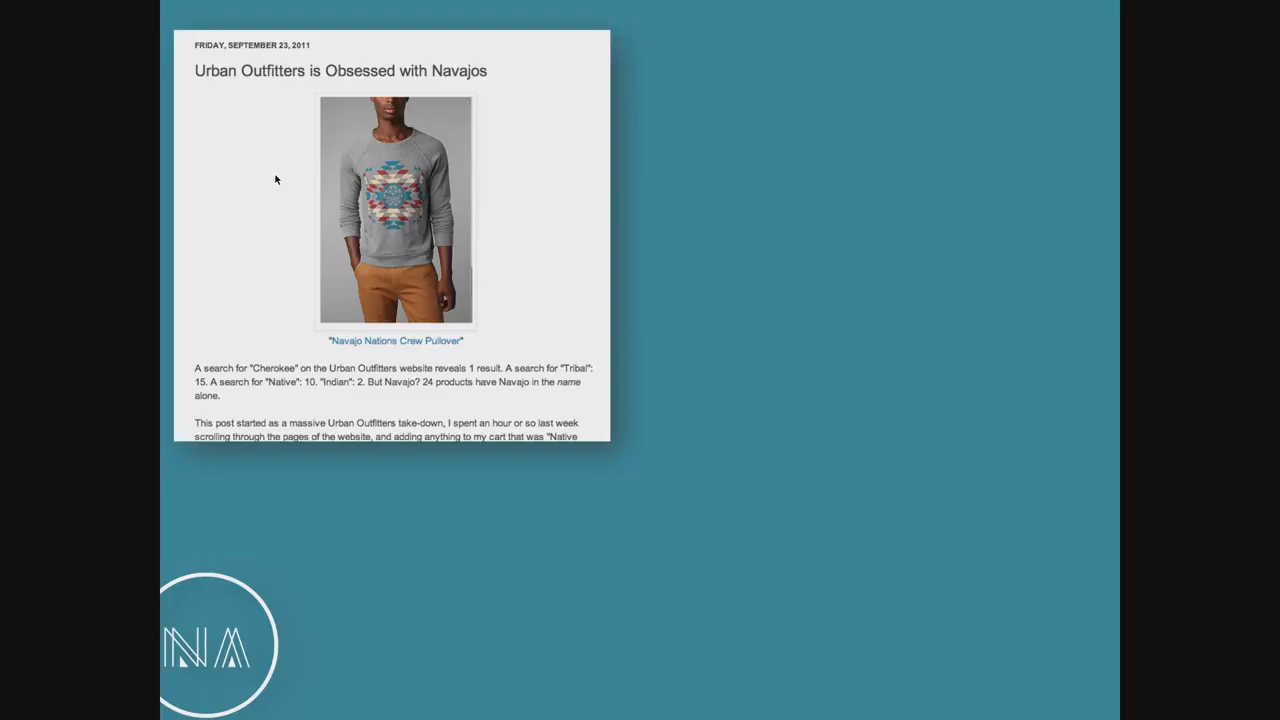 FRIDAY, SEPTEMBER 23, 2011
Urban Outfitters is Obsessed with Navajos
"Navajo Nations Crew Pullover"
A search for "Cherokee" on the Urban Outfitters website reveals 1 result. A search for "Tribal":
15. A search for "Native": 10. "Indian": 2. But Navajo? 24 products have Navajo in the name
alone.
This post started as a massive Urban Outfitters take-down, I spent an hour or so last week
scrolling through the pages of the website, and adding anything to my cart that was "Native
NA